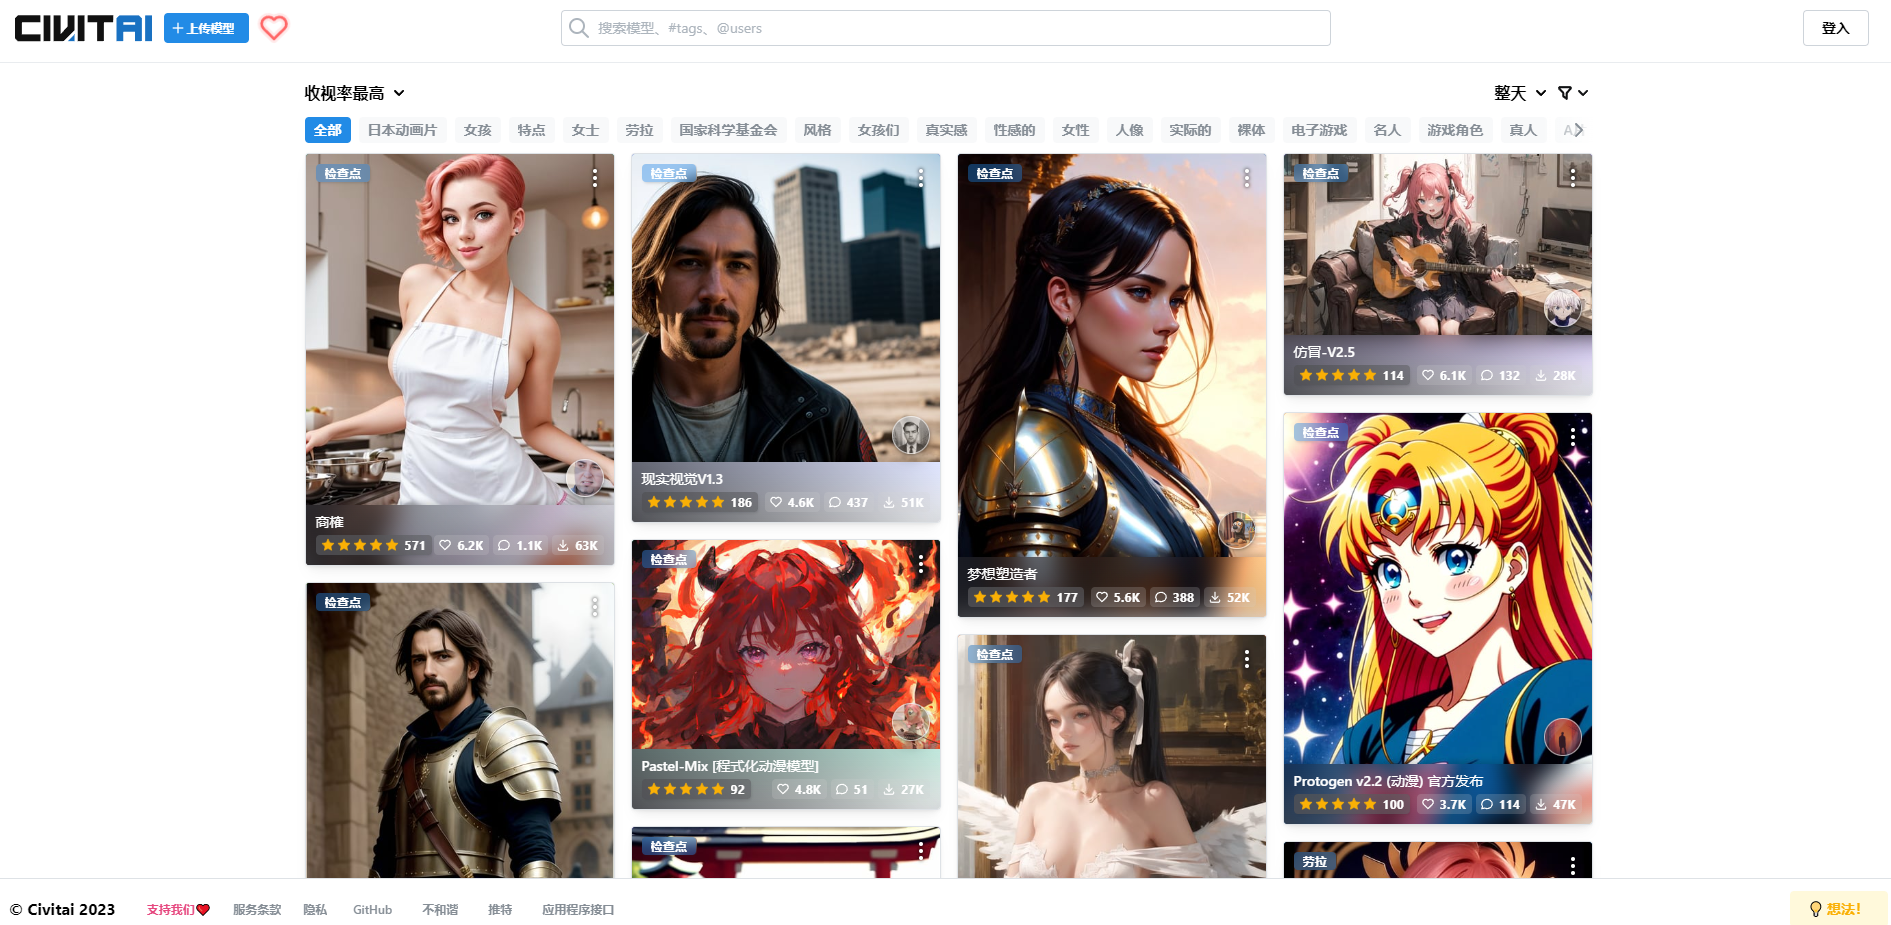 CIVITAI
+ 上传模型
搜索模型、#tags、@users
登入
收视率最高
整天
全部 日本动画片 女孩 特点 女士 劳拉 国家科学基金会 风格 女孩们 真实感 性感的 女性 人像 实际的 裸体 电子游戏 名人 游戏角色 真人
检查点
商榷
571 6.2K 1.1K 63K
检查点
检查点
现实视觉V1.3
186 4.6K 437 51K
检查点
Pastel-Mix [程式化动漫模型]
92 4.8K 51 27K
检查点
检查点
梦想塑造者
177 5.6K 388 52K
检查点
检查点
仿冒-V2.5
114 6.1K 132 28K
检查点
Protogen v2.2 (动漫) 官方发布
100 3.7K 114 47K
劳拉
© Civitai 2023
支持我们
服务条款
隐私
GitHub
不和谐
推特
应用程序接口
想法！